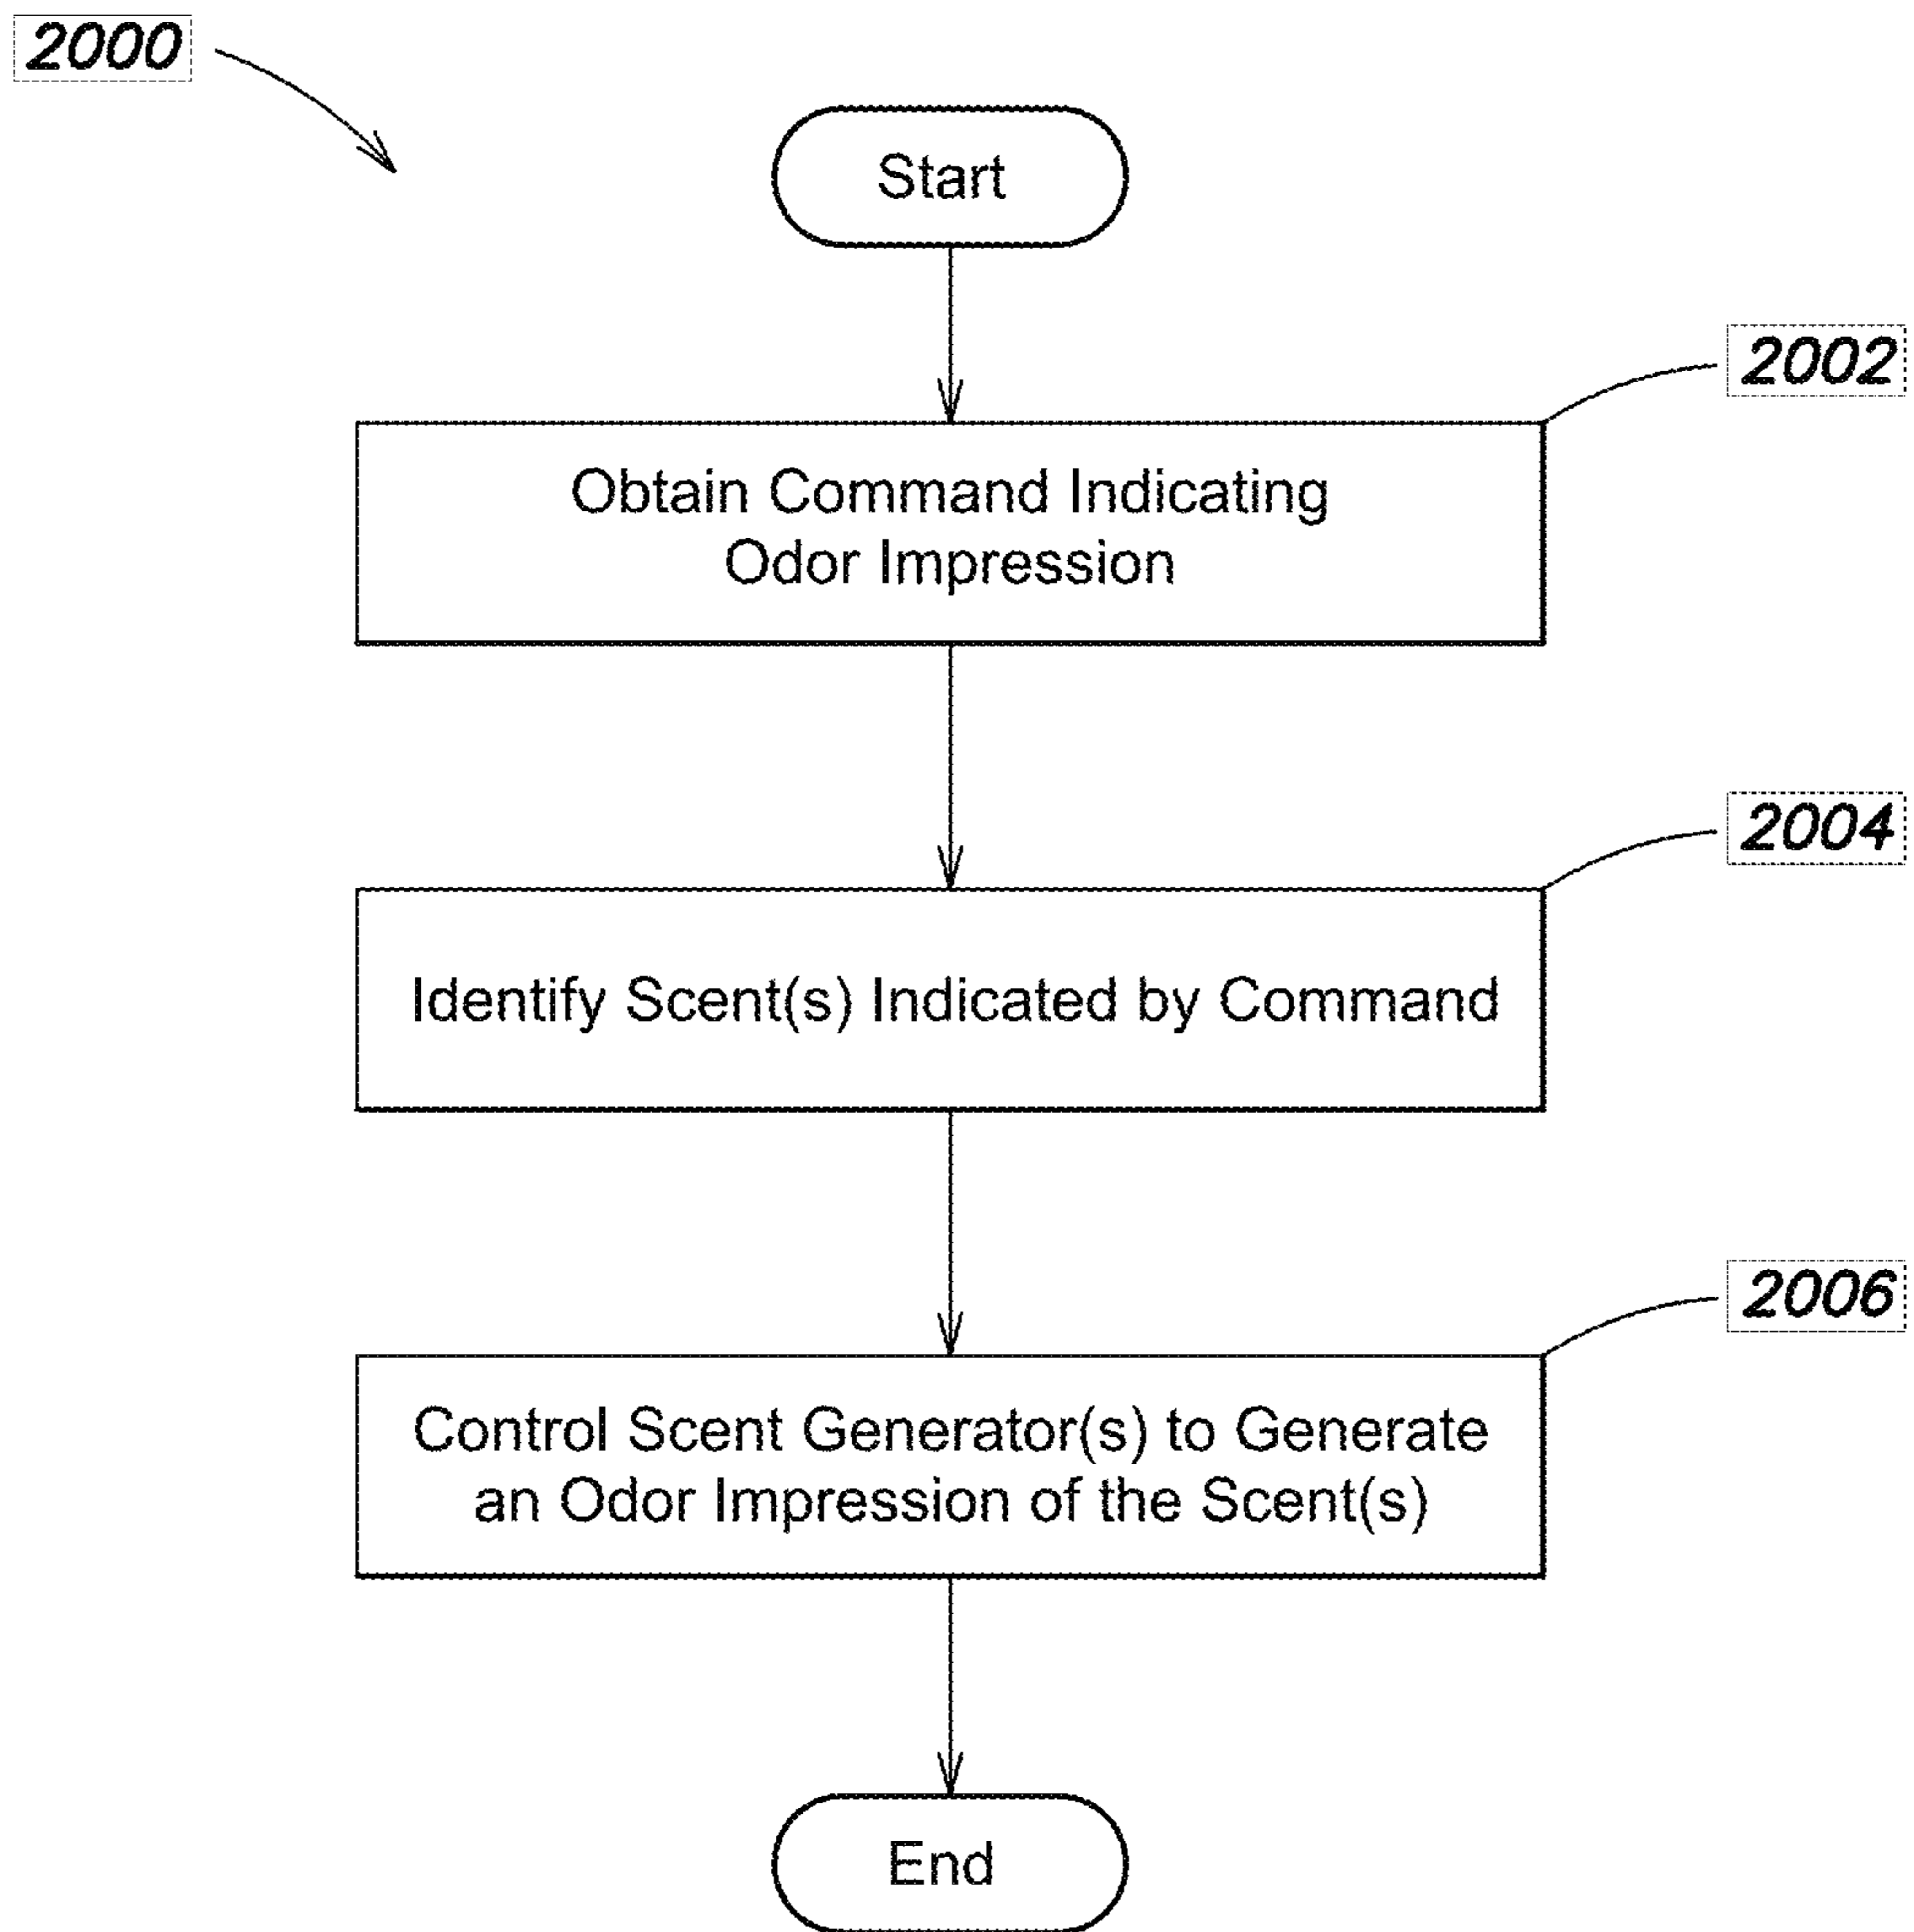 2000
Start
2002
Obtain Command Indicating
Odor Impression
2004
Identify Scent(s) Indicated by Command
2006
Control Scent Generator(s) to Generate
an Odor Impression of the Scent(s)
End